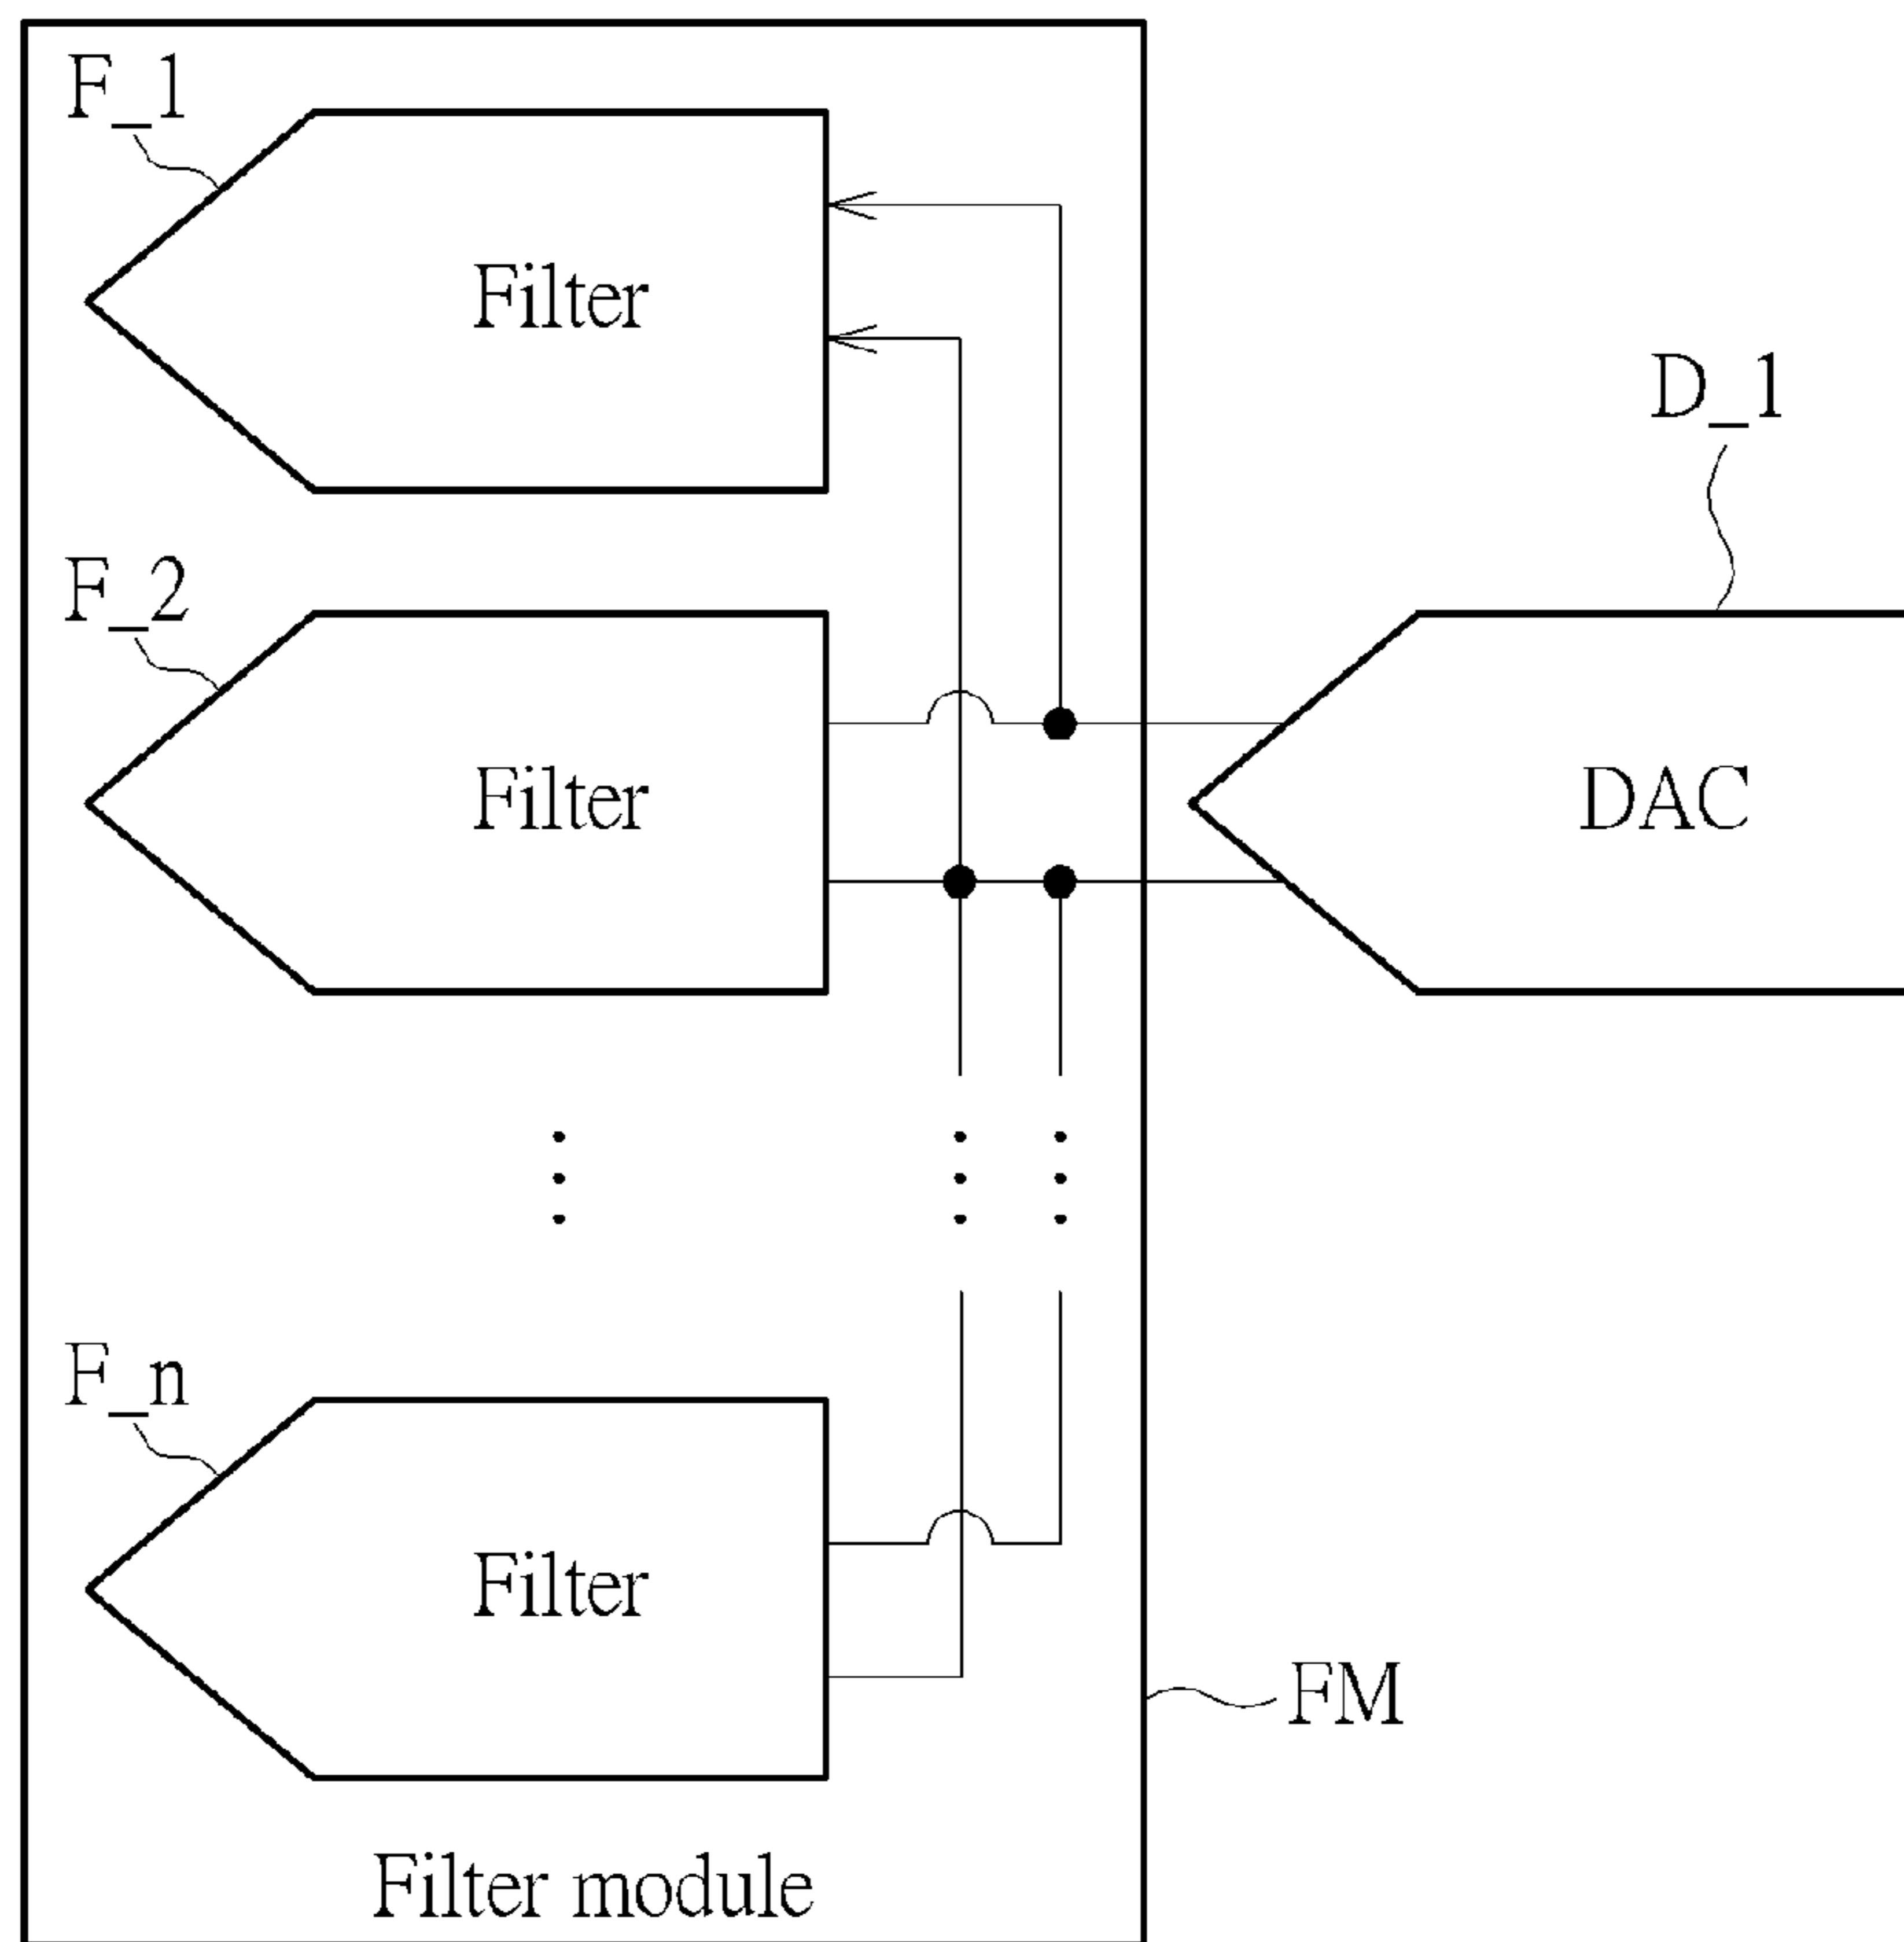 F_1
Filter
D_1
F_2
Filter
DAC
F_n
Filter
FM
Filter module